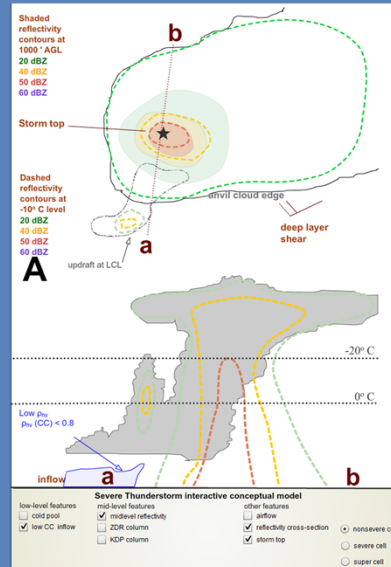 Shaded
reflectivity
contours at
1000 ' AGL
20 dBZ
40 dBZ
50 dBZ
60 dBZ
b
Storm top
Dashed
reflectivity
contours at
-10º C level
20 dBZ
40 dBZ
50 dBZ
60 dBZ
anvil cloud edge
deep layer
shear
a
A
updraft at LCL
-20º C
0º C
Low ρhv
ρhv (CC) < 0.8
inflow
a
b
Severe Thunderstorm interactive conceptual model
low-level features
cold pool
low CC inflow
mid-level features
midlevel reflectivity
ZDR column
KDP column
other features
airflow
reflectivity cross-section
storm top
nonsevere c
severe cell
super cell